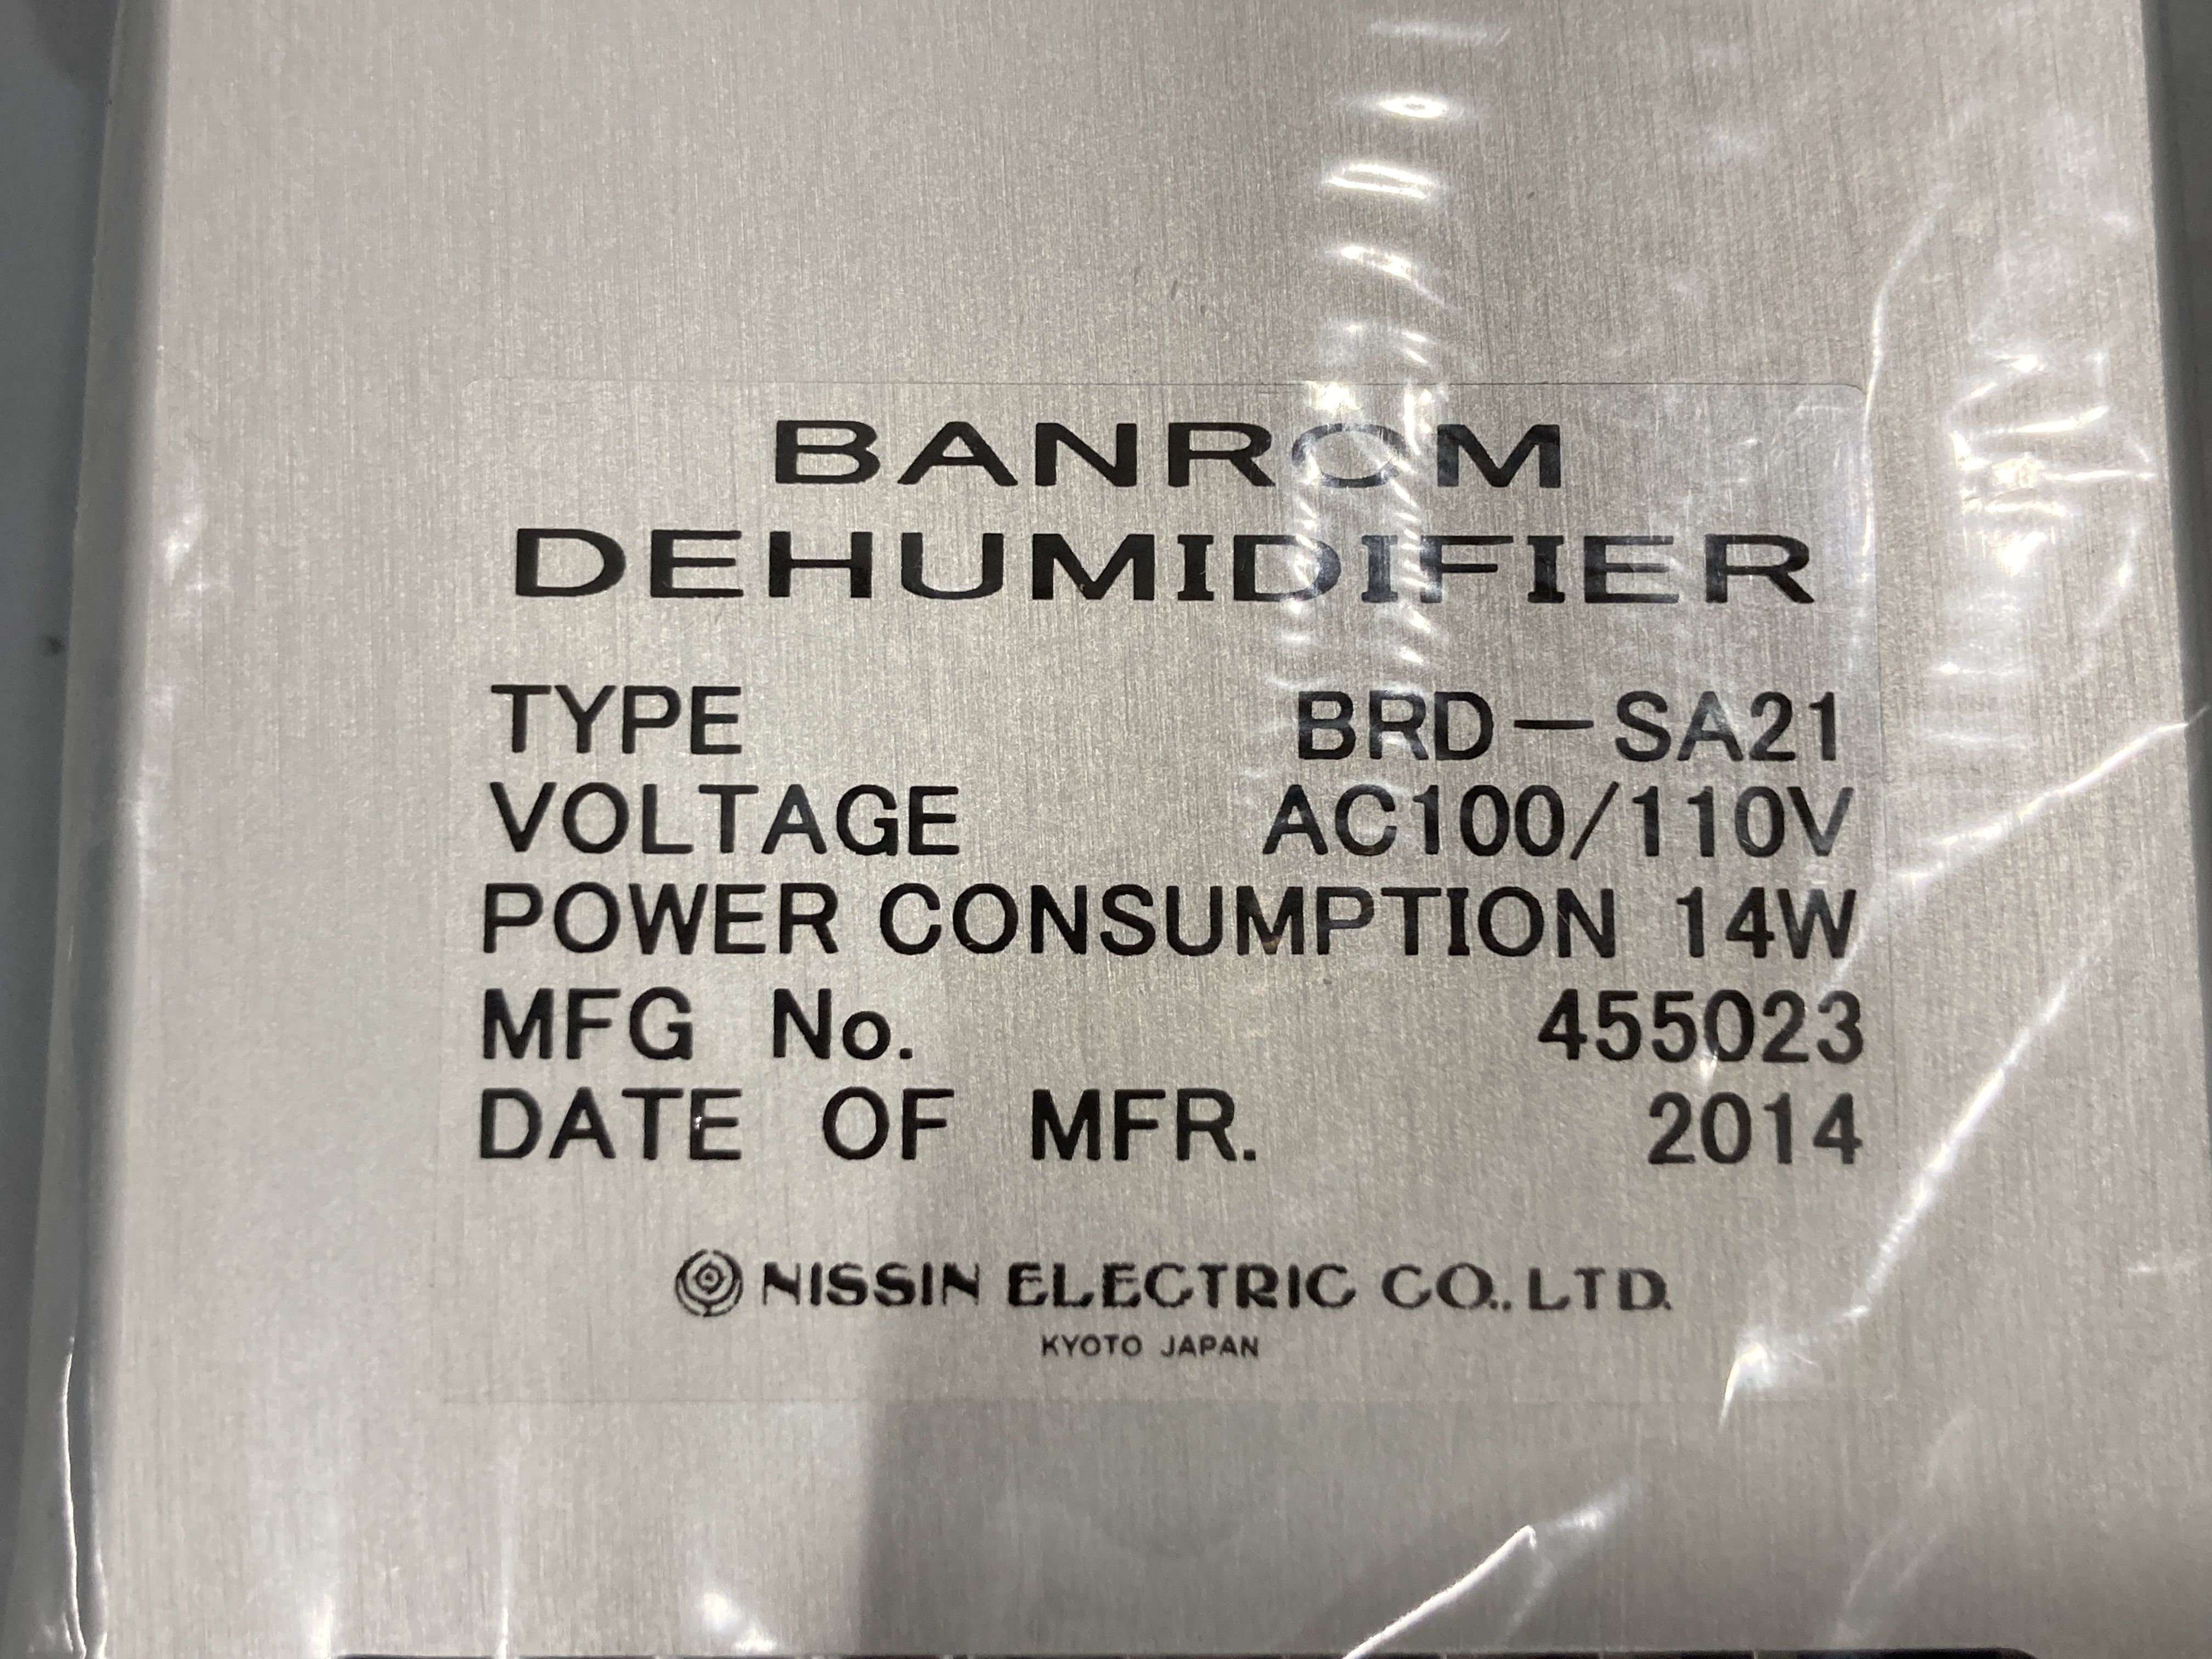 BANROM
DEHUMIDIFIER
TYPE BRD-SA21
VOLTAGE AC100/110V
POWER CONSUMPTION 14W
MFG No. 455023
DATE OF MFR. 2014
NISSIN ELECTRIC CO., LTD.
KYOTO JAPAN